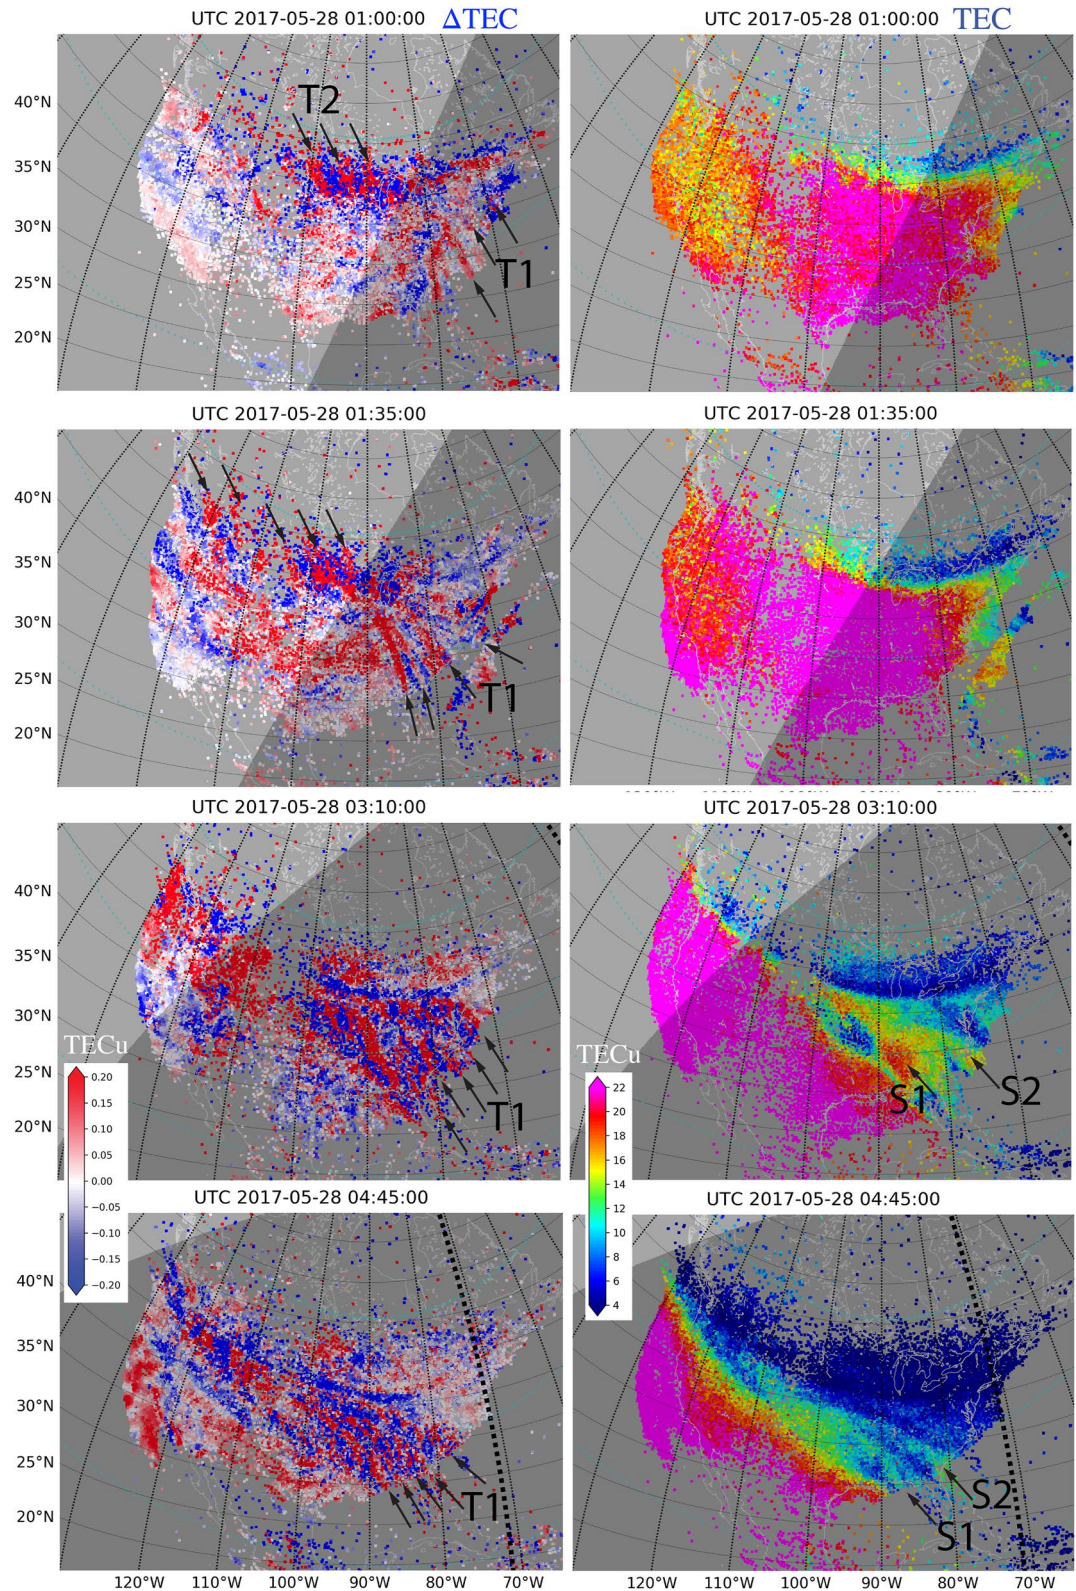 UTC 2017-05-28 01:00:00 ΔTEC
UTC 2017-05-28 01:00:00 TEC
40°N
35°N
30°N
25°N
20°N
T2
T1
UTC 2017-05-28 01:35:00
UTC 2017-05-28 01:35:00
40°N
35°N
30°N
25°N
20°N
T1
UTC 2017-05-28 03:10:00
UTC 2017-05-28 03:10:00
40°N
35°N
30°N
25°N
20°N
TECu
0.20
0.15
0.10
0.05
0.00
−0.05
−0.10
−0.15
−0.20
T1
TECu
22
20
18
16
14
12
10
8
6
4
S1
S2
UTC 2017-05-28 04:45:00
UTC 2017-05-28 04:45:00
40°N
35°N
30°N
25°N
20°N
T1
S2
S1
120°W 110°W 100°W 90°W 80°W 70°W
120°W 110°W 100°W 90°W 80°W 70°W